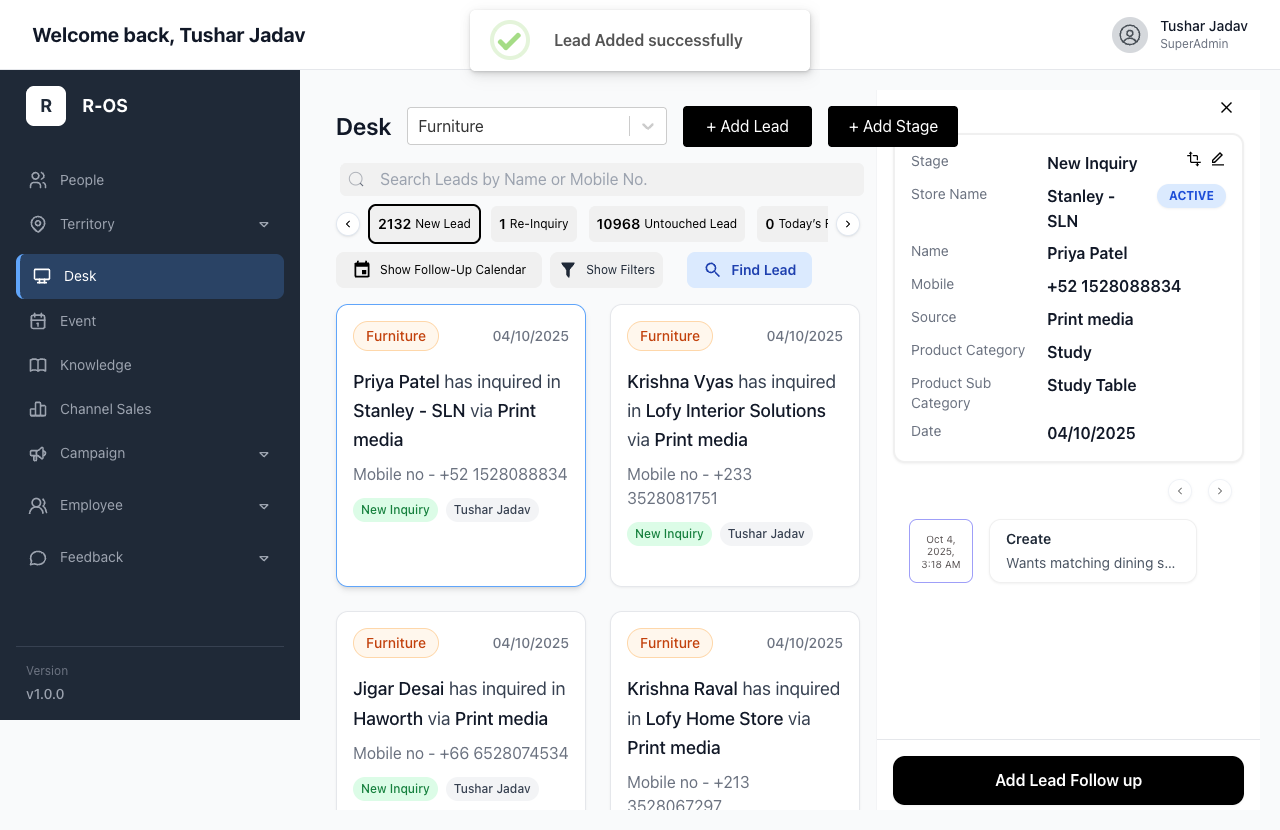 Welcome back, Tushar Jadav
Lead Added successfully
Tushar Jadav
SuperAdmin
R
R-OS
People
Territory
Desk
Event
Knowledge
Channel Sales
Campaign
Employee
Feedback
Version
v1.0.0
Desk
Furniture
+ Add Lead
+ Add Stage
Search Leads by Name or Mobile No.
2132 New Lead
1 Re-Inquiry
10968 Untouched Lead
0 Today's F
Show Follow-Up Calendar
Show Filters
Find Lead
Furniture
04/10/2025
Priya Patel has inquired in
Stanley - SLN via Print
media
Mobile no - +52 1528088834
New Inquiry
Tushar Jadav
Furniture
04/10/2025
Krishna Vyas has inquired
in Lofy Interior Solutions
via Print media
Mobile no - +233
3528081751
New Inquiry
Tushar Jadav
Furniture
04/10/2025
Jigar Desai has inquired in
Haworth via Print media
Mobile no - +66 6528074534
New Inquiry
Tushar Jadav
Furniture
04/10/2025
Krishna Raval has inquired
in Lofy Home Store via
Print media
Mobile no - +213
3528067297
Stage
New Inquiry
Store Name
Stanley -
SLN
ACTIVE
Name
Priya Patel
Mobile
+52 1528088834
Source
Print media
Product Category
Study
Product Sub
Category
Study Table
Date
04/10/2025
Oct 4,
2025,
3:18 AM
Create
Wants matching dining s...
Add Lead Follow up